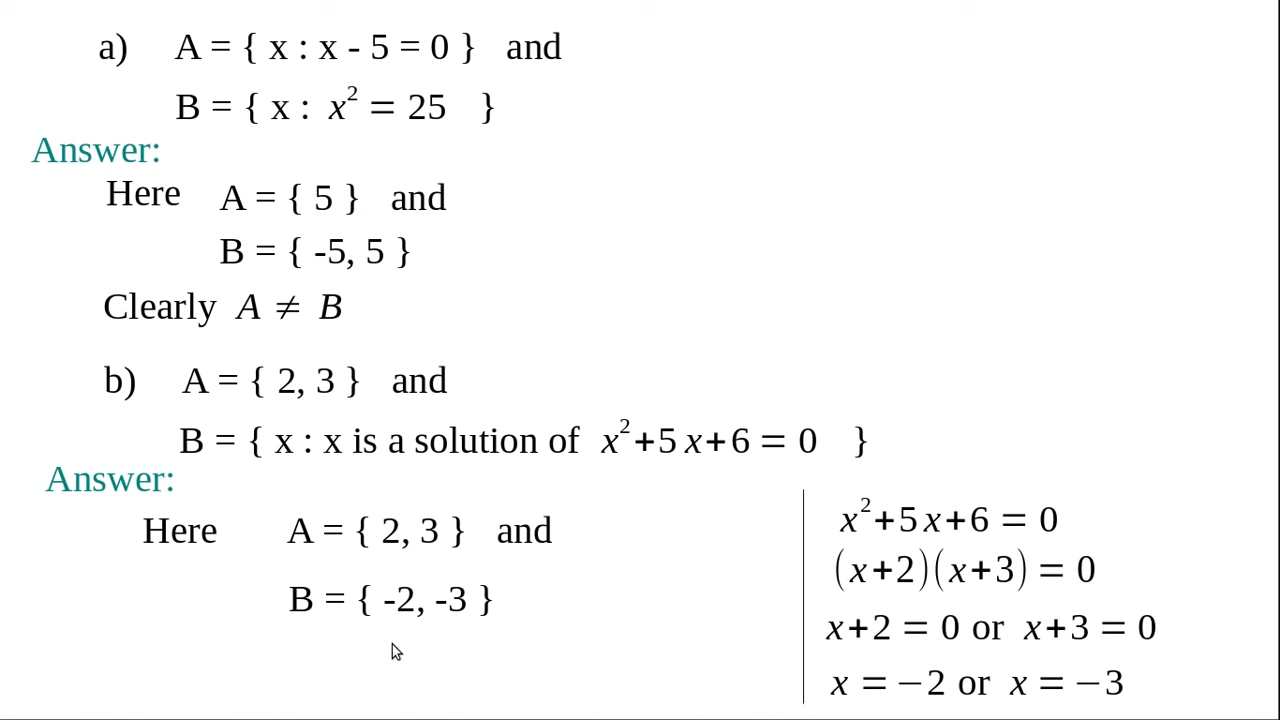 a) A = { x : x - 5 = 0 } and
B = { x : x² = 25 }
Answer:
Here A = { 5 } and
B = { -5, 5 }
Clearly A ≠ B
b) A = { 2, 3 } and
B = { x : x is a solution of x²+5x+6 = 0 }
Answer:
Here A = { 2, 3 } and
B = { -2, -3 }
x²+5x+6 = 0
(x+2)(x+3) = 0
x+2 = 0 or x+3 = 0
x = −2 or x = −3